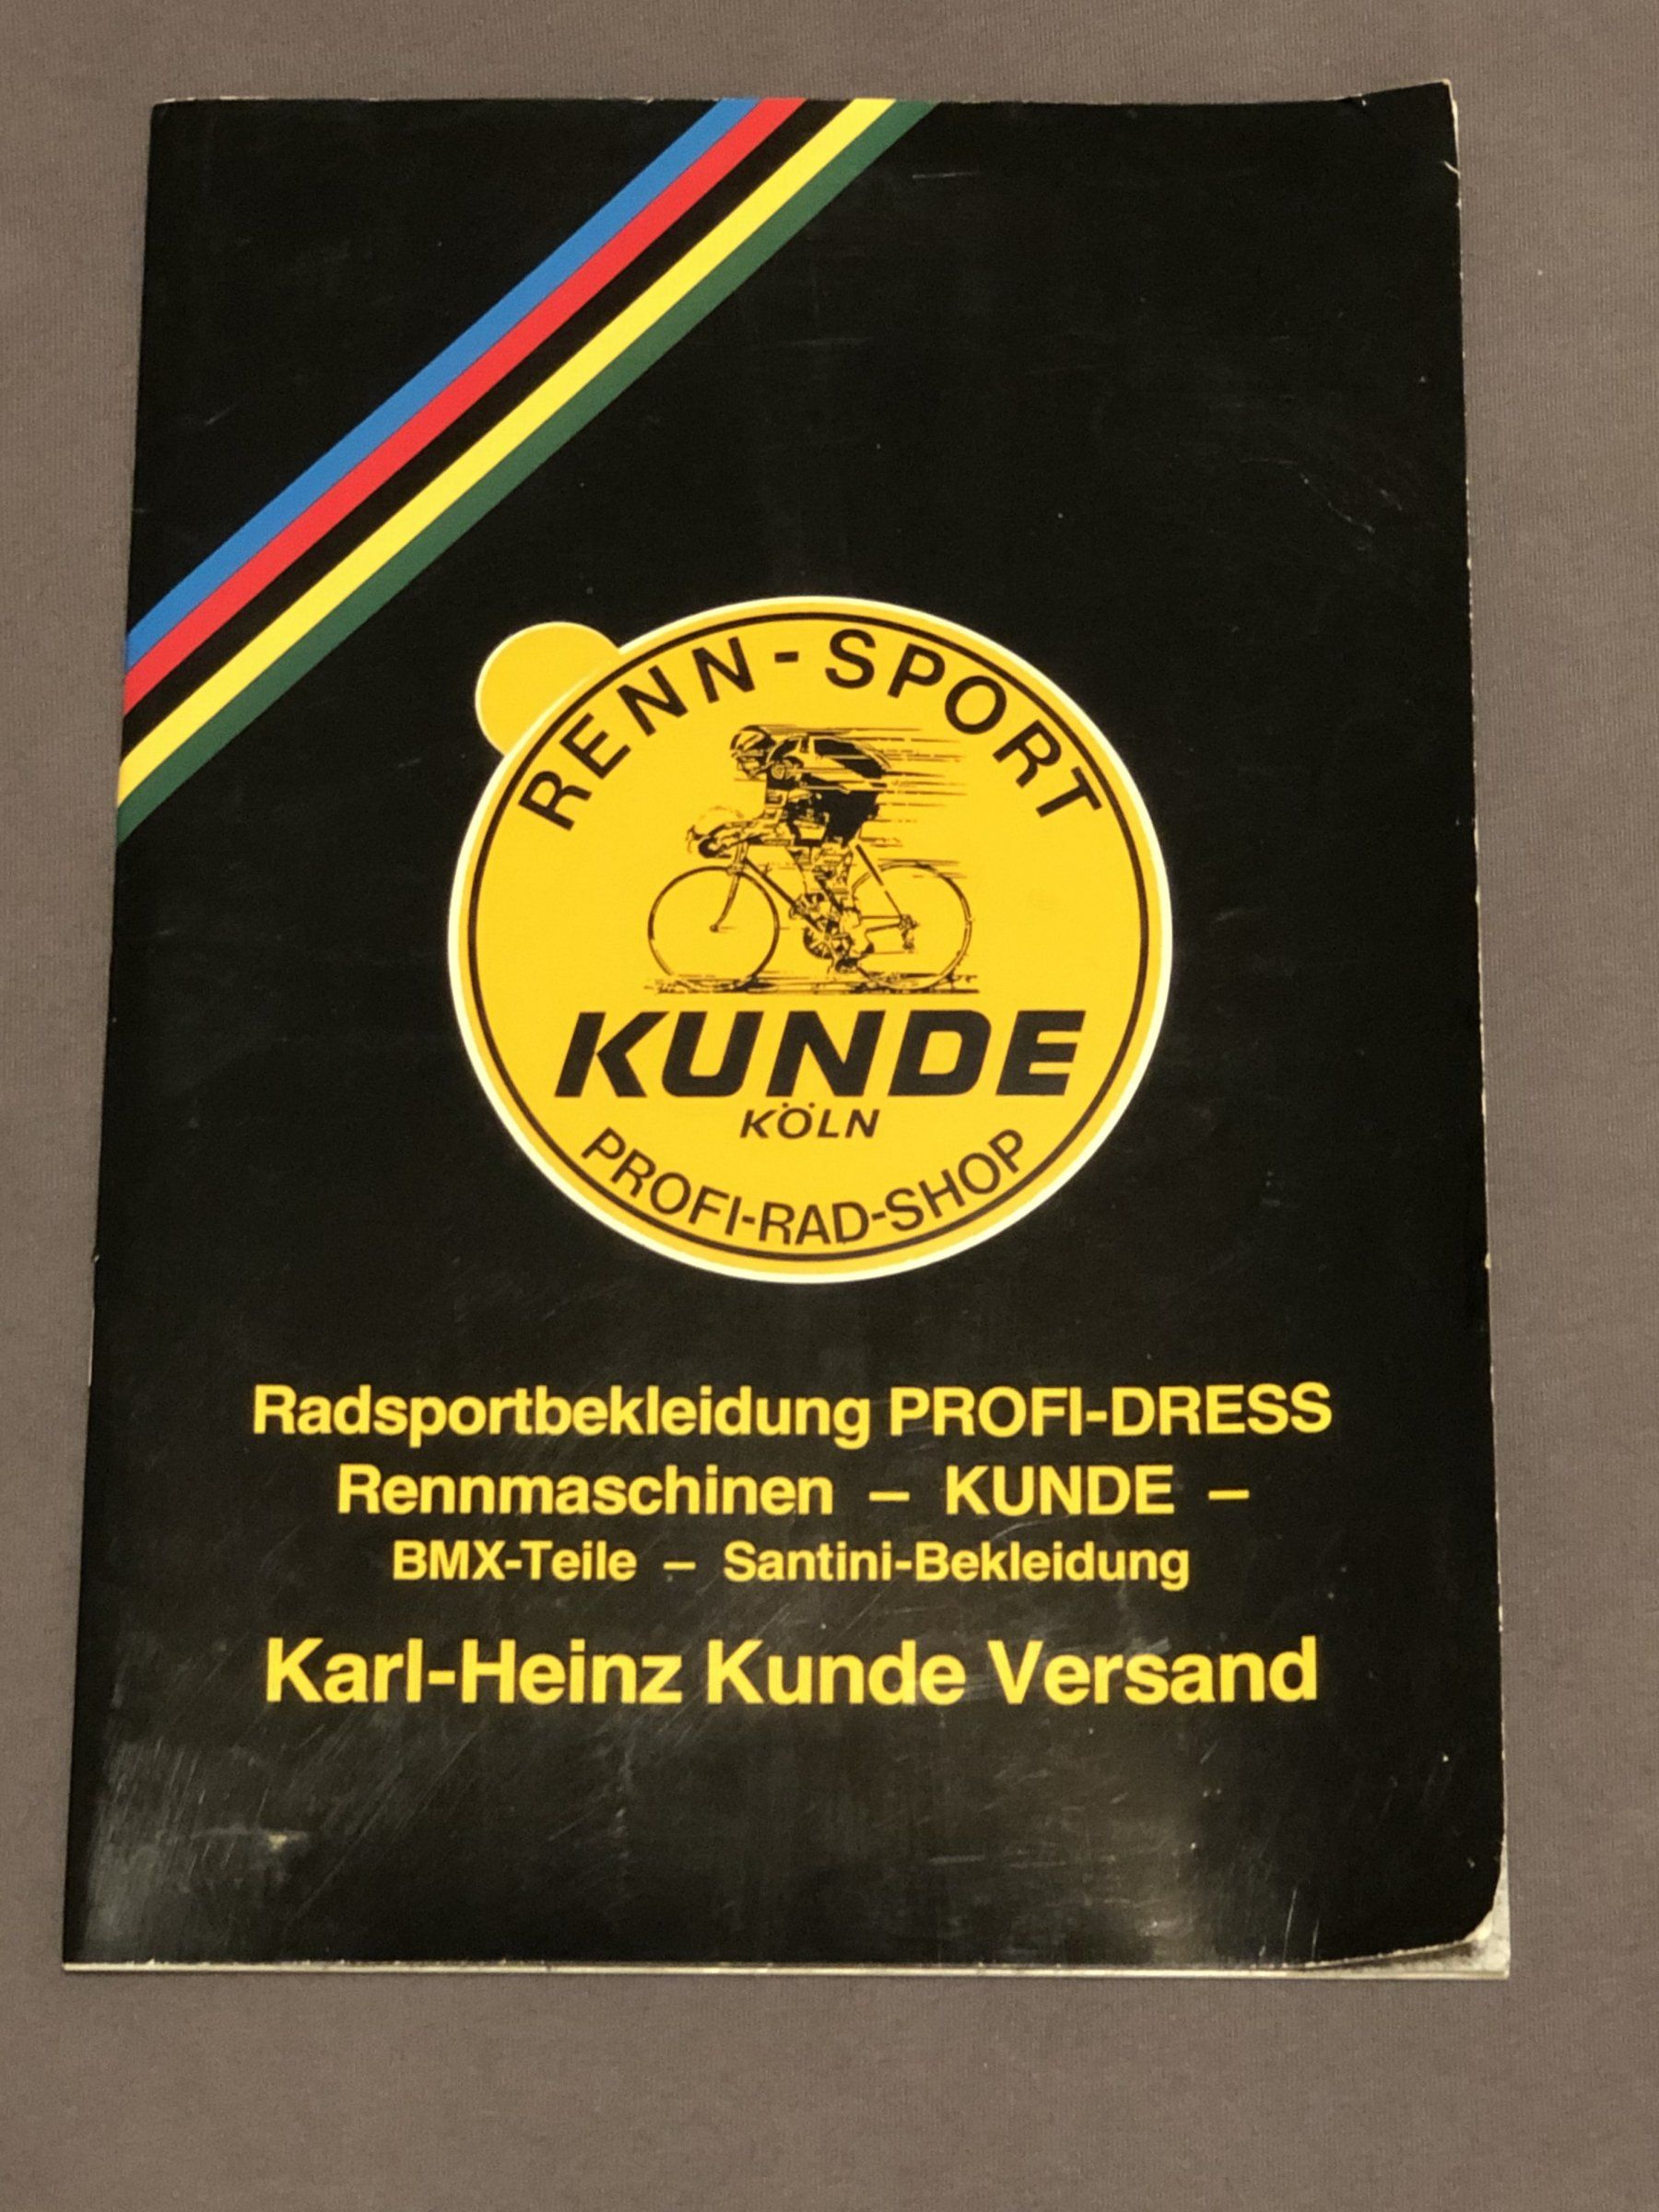 RENN-SPORT
KUNDE
KÖLN
PROFI-RAD-SHOP
Radsportbekleidung PROFI-DRESS
Rennmaschinen – KUNDE –
BMX-Teile – Santini-Bekleidung
Karl-Heinz Kunde Versand